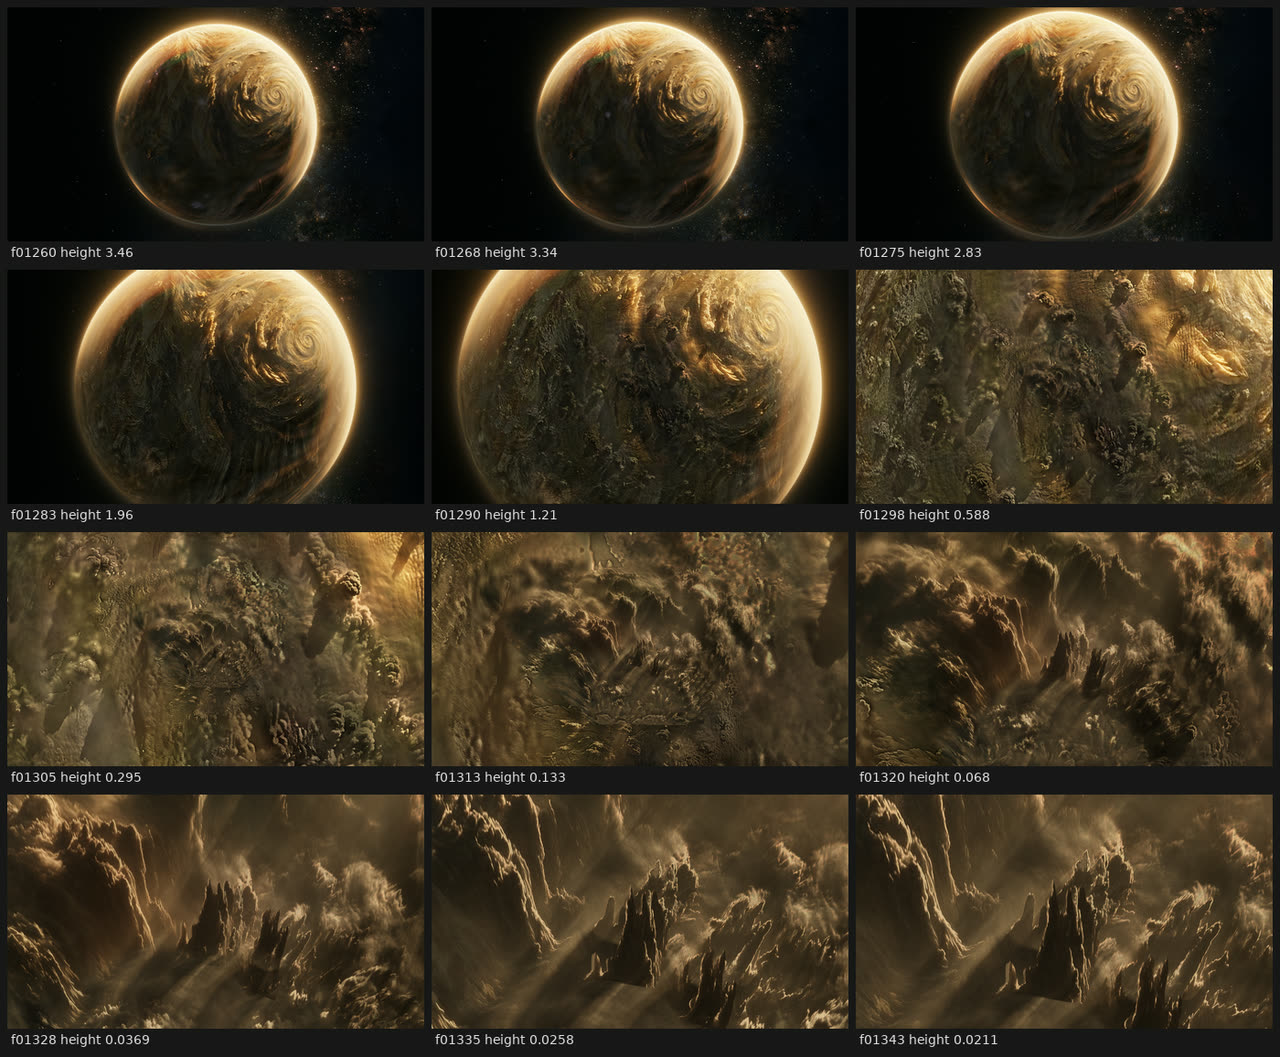 f01260 height 3.46
f01268 height 3.34
f01275 height 2.83
f01283 height 1.96
f01290 height 1.21
f01298 height 0.588
f01305 height 0.295
f01313 height 0.133
f01320 height 0.068
f01328 height 0.0369
f01335 height 0.0258
f01343 height 0.0211